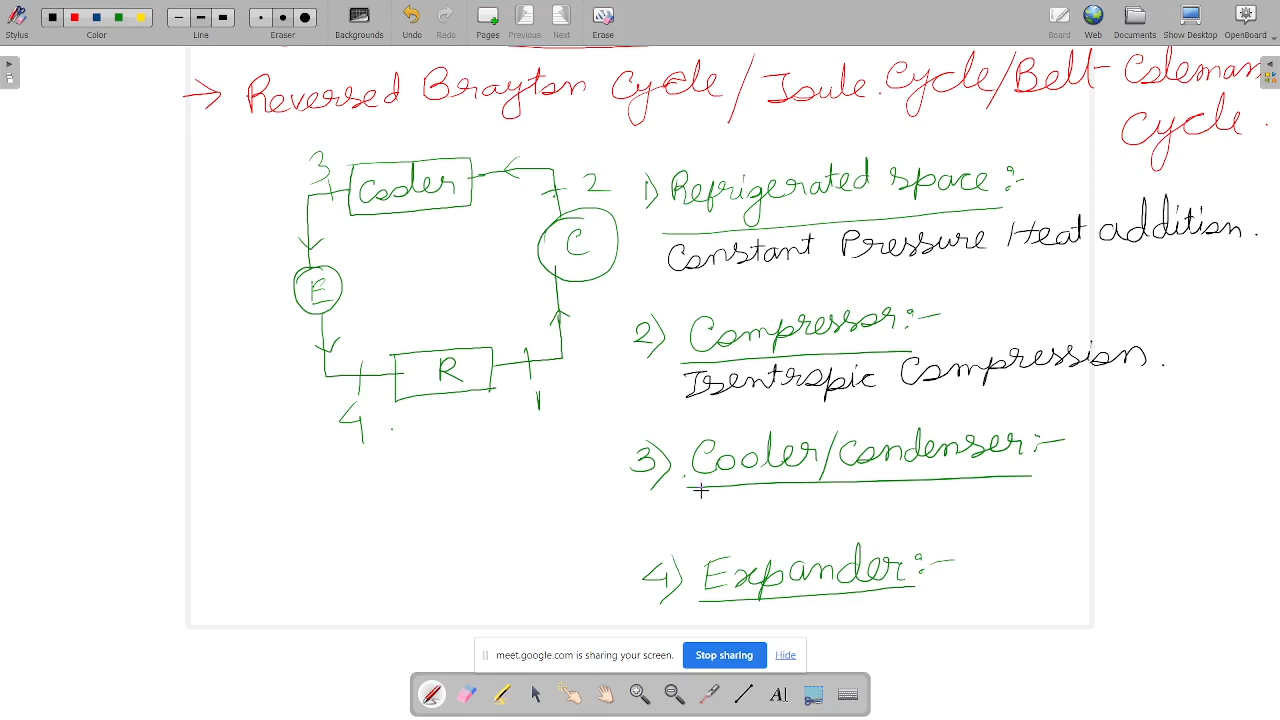 Stylus
Color
Line
Eraser
Backgrounds
Undo
Redo
Pages
Previous
Next
Erase
Board
Web
Documents
Show Desktop
OpenBoard
→ Reversed Brayton Cycle / Joule Cycle / Bell-Coleman
cycle.
3
Cooler
2
C
E
R
1
4
1) Refrigerated space :-
Constant Pressure Heat addition.
2) Compressor :-
Isentropic Compression.
3) Cooler/Condenser :-
4) Expander :-
meet.google.com is sharing your screen.
Stop sharing
Hide